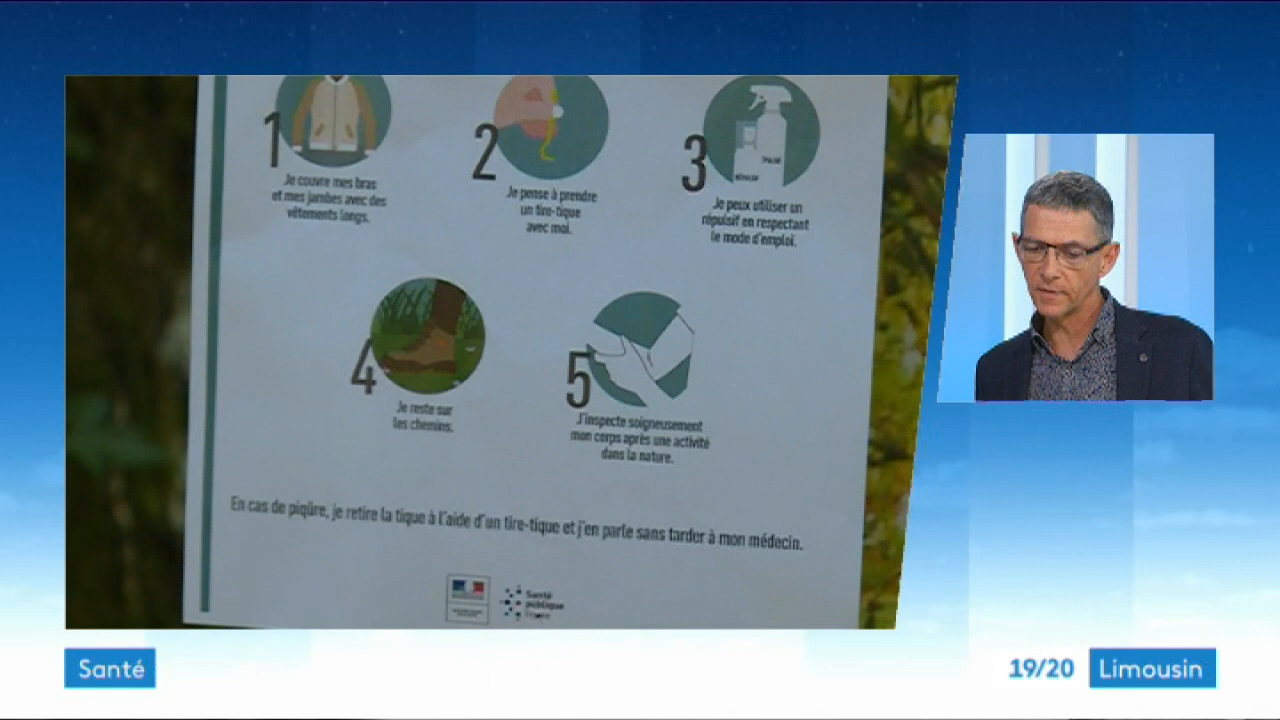 1
Je couvre mes bras
et mes jambes avec des
vêtements longs.
2
Je pense à prendre
un tire-tique
avec moi.
3
Je peux utiliser un
répulsif en respectant
le mode d'emploi.
4
Je reste sur
les chemins.
5
J'inspecte soigneusement
mon corps après une activité
dans la nature.
En cas de piqûre, je retire la tique à l'aide d'un tire-tique et j'en parle sans tarder à mon médecin.
Santé
publique
France
Santé
19/20 Limousin